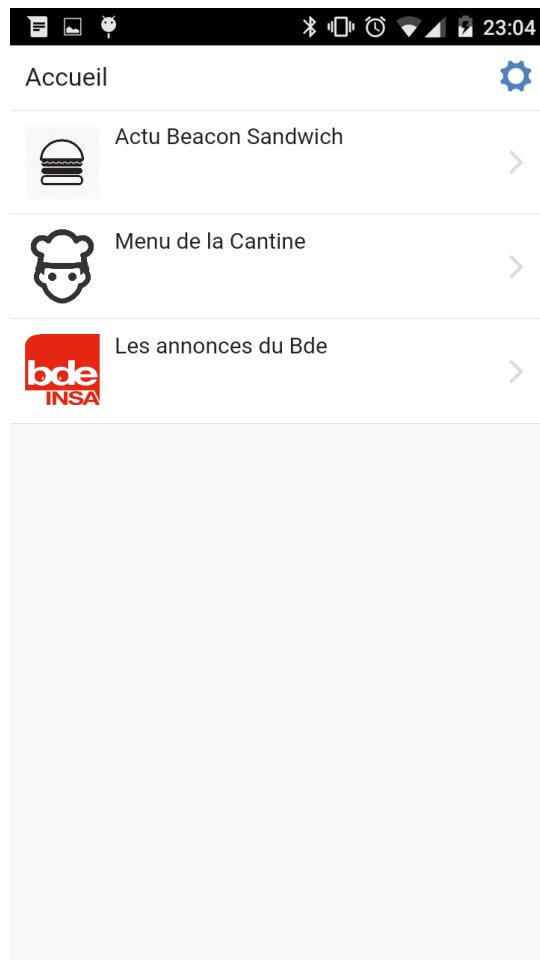 23:04
Accueil
Actu Beacon Sandwich
Menu de la Cantine
Les annonces du Bde
bde
INSA